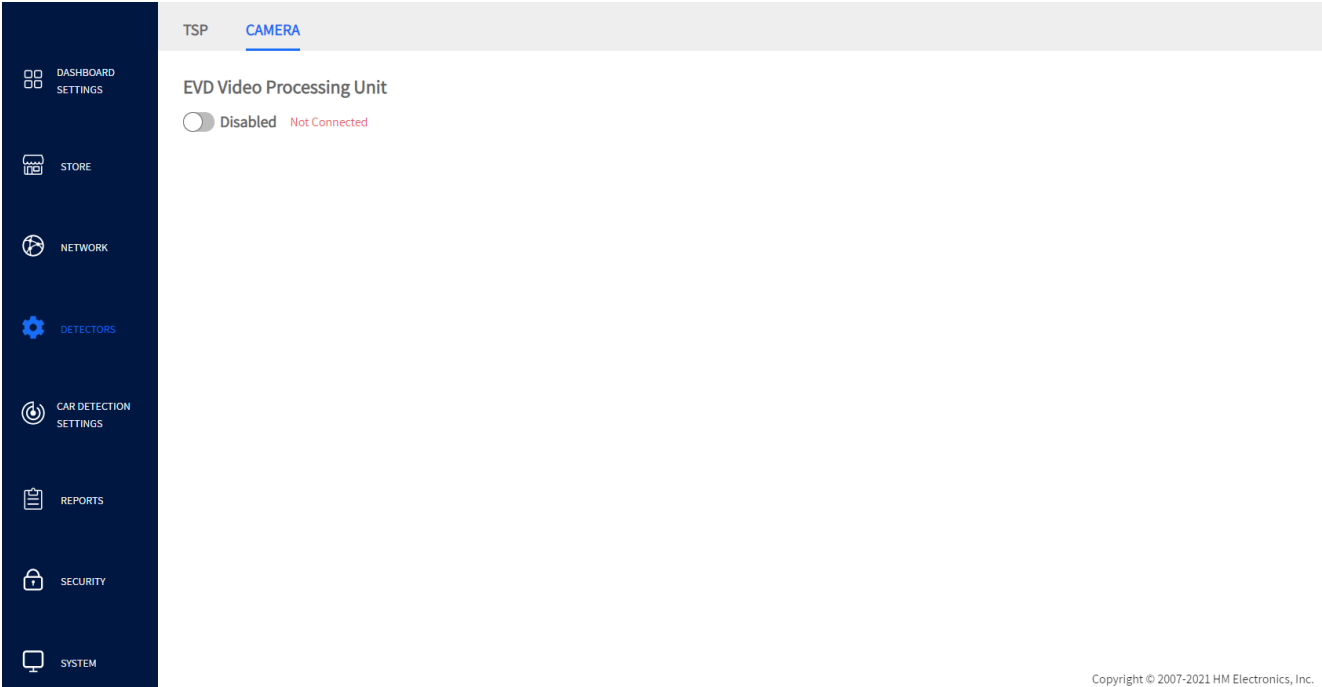 TSP CAMERA
DASHBOARD
SETTINGS
STORE
NETWORK
DETECTORS
CAR DETECTION
SETTINGS
REPORTS
SECURITY
SYSTEM
EVD Video Processing Unit
Disabled Not Connected
Copyright © 2007-2021 HM Electronics, Inc.